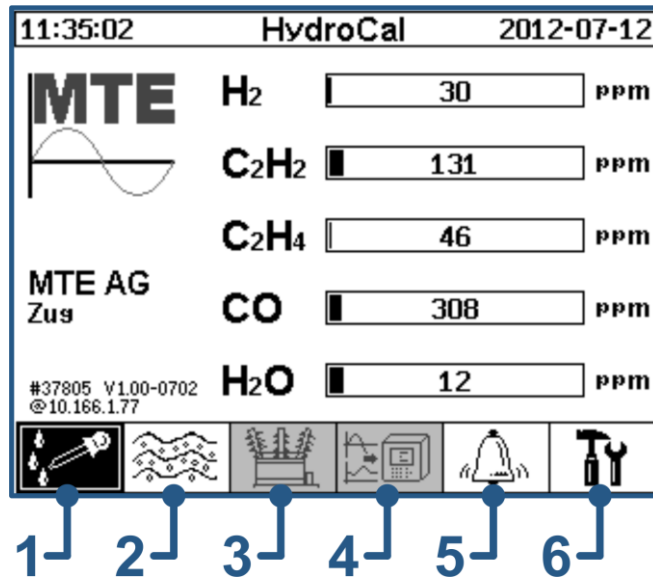 11:35:02 HydroCal 2012-07-12
MTE
H2 30 ppm
C2H2 131 ppm
C2H4 46 ppm
MTE AG
Zug
CO 308 ppm
H2O 12 ppm
#37805 V1.00-0702
@10.166.1.77
1 2 3 4 5 6